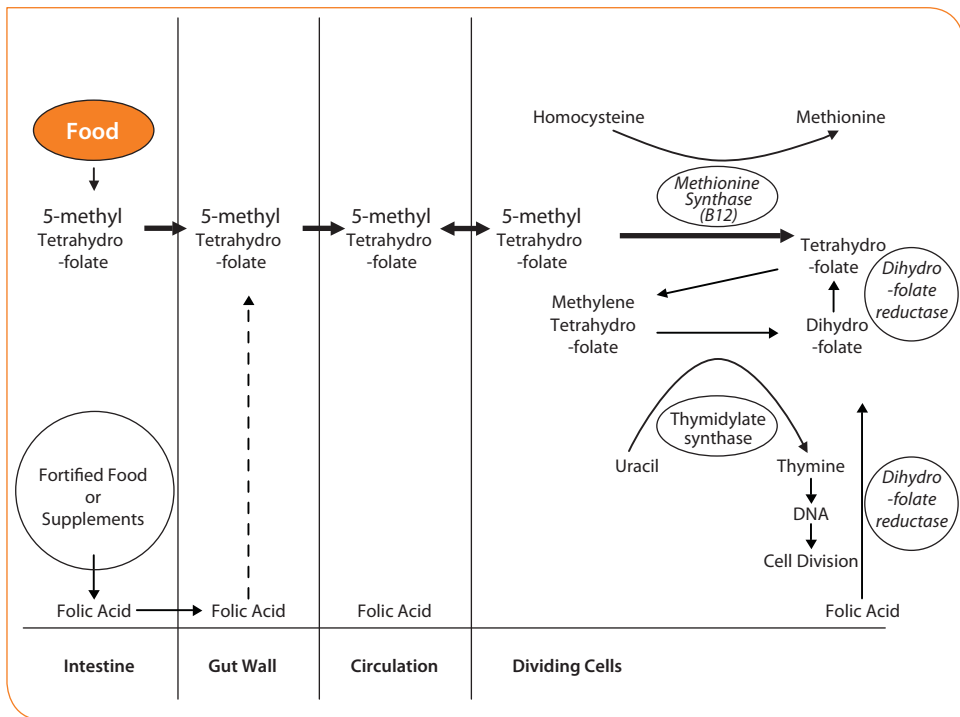 Homocysteine
Methionine
Food
Methionine
Synthase
(B12)
5-methyl
Tetrahydro
-folate
5-methyl
Tetrahydro
-folate
5-methyl
Tetrahydro
-folate
5-methyl
Tetrahydro
-folate
Tetrahydro
-folate
Dihydro
-folate
reductase
Methylene
Tetrahydro
-folate
Dihydro
-folate
Thymidylate
synthase
Uracil
Thymine
DNA
Cell Division
Fortified Food
or
Supplements
Dihydro
-folate
reductase
Folic Acid
Folic Acid
Folic Acid
Folic Acid
Intestine
Gut Wall
Circulation
Dividing Cells